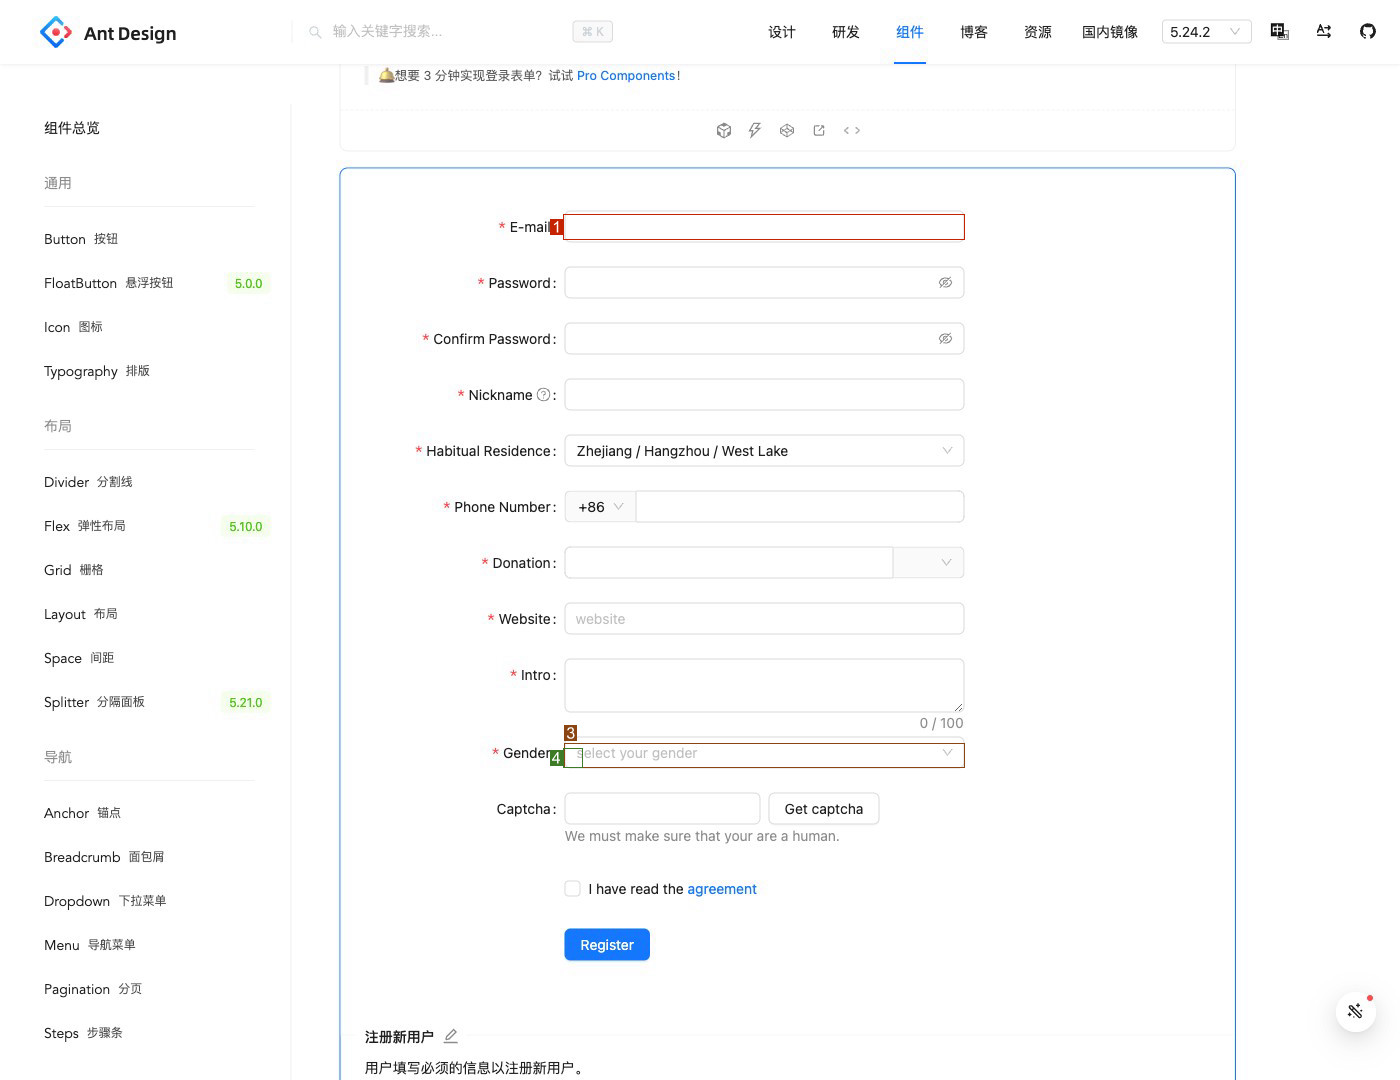 Ant Design
输入关键字搜索...
⌘ K
设计
研发
组件
博客
资源
国内镜像
5.24.2
想要 3 分钟实现登录表单？试试 Pro Components！
组件总览
通用
Button 按钮
FloatButton 悬浮按钮 5.0.0
Icon 图标
Typography 排版
布局
Divider 分割线
Flex 弹性布局 5.10.0
Grid 栅格
Layout 布局
Space 间距
Splitter 分隔面板 5.21.0
导航
Anchor 锚点
Breadcrumb 面包屑
Dropdown 下拉菜单
Menu 导航菜单
Pagination 分页
Steps 步骤条
* E-mail 1
* Password:
* Confirm Password:
* Nickname ? :
* Habitual Residence: Zhejiang / Hangzhou / West Lake
* Phone Number: +86
* Donation:
* Website: website
* Intro:
0 / 100
3
* Gender 4 select your gender
Captcha: Get captcha
We must make sure that your are a human.
I have read the agreement
Register
注册新用户
用户填写必须的信息以注册新用户。